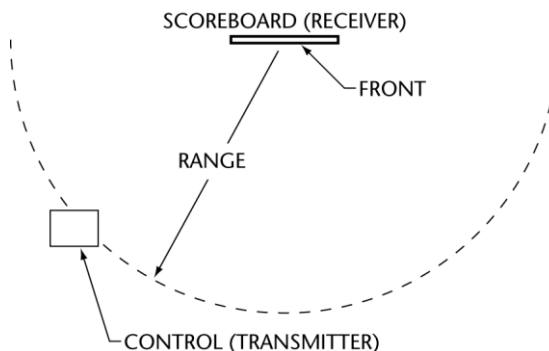 SCOREBOARD (RECEIVER)
FRONT
RANGE
CONTROL (TRANSMITTER)